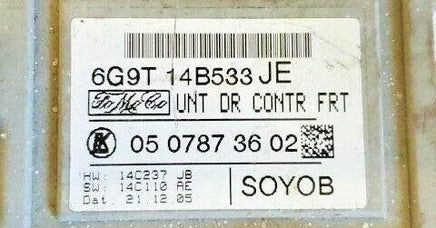 6G9T 14B533 JE
FoMoCo UNT DR CONTR FRT
05 0787 36 02
HW: 14C237 JB
SW: 14C110 AE
Dat: 21.12.05
SOYOB